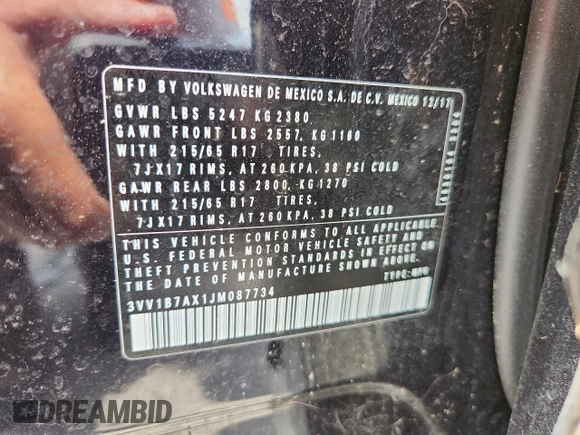 MFD BY VOLKSWAGEN DE MEXICO S.A. DE C.V. MEXICO 12/17
GVWR LBS 5247 KG 2380
GAWR FRONT LBS 2557, KG 1160
WITH 215/65 R17 TIRES,
7JX17 RIMS, AT 260 KPA, 38 PSI COLD
GAWR REAR LBS 2800, KG 1270
WITH 215/65 R17 TIRES,
7JX17 RIMS, AT 260 KPA, 38 PSI COLD
THIS VEHICLE CONFORMS TO ALL APPLICABLE
U.S. FEDERAL MOTOR VEHICLE SAFETY AND
THEFT PREVENTION STANDARDS IN EFFECT ON
THE DATE OF MANUFACTURE SHOWN ABOVE.
TYPE: MPV
3VV1B7AX1JM087734
DREAMBID